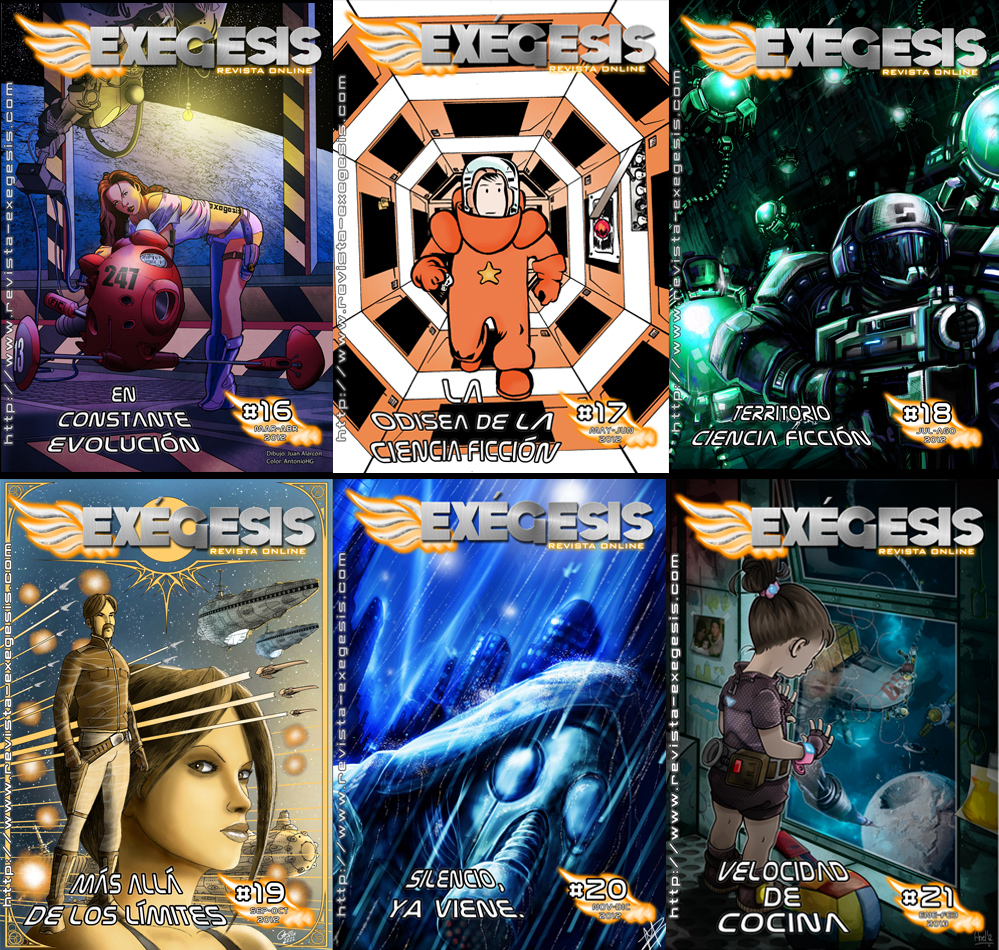 EXÉGESIS
REVISTA ONLINE
http://www.revista-exegesis.com
exegesis
247
13
EN
CONSTANTE
EVOLUCIÓN
#16
MAR-ABR
2012
Dibujo: Juan Alarcón
Color: AntonioHG
EXÉGESIS
REVISTA ONLINE
http://www.revista-exegesis.com
LA
ODISEA DE LA
CIENCIA FICCIÓN
#17
MAY-JUN
2012
EXÉGESIS
REVISTA ONLINE
http://www.revista-exegesis.com
S
TERRITORIO
CIENCIA FICCIÓN
#18
JUL-AGO
2012
EXÉGESIS
REVISTA ONLINE
http://www.revista-exegesis.com
MÁS ALLÁ
DE LOS LÍMITES
#19
SEP-OCT
2012
EXÉGESIS
REVISTA ONLINE
http://www.revista-exegesis.com
SILENCIO,
YA VIENE.
#20
NOV-DIC
2012
EXÉGESIS
REVISTA ONLINE
http://www.revista-exegesis.com
VELOCIDAD
DE
COCINA
#21
ENE-FEB
2013